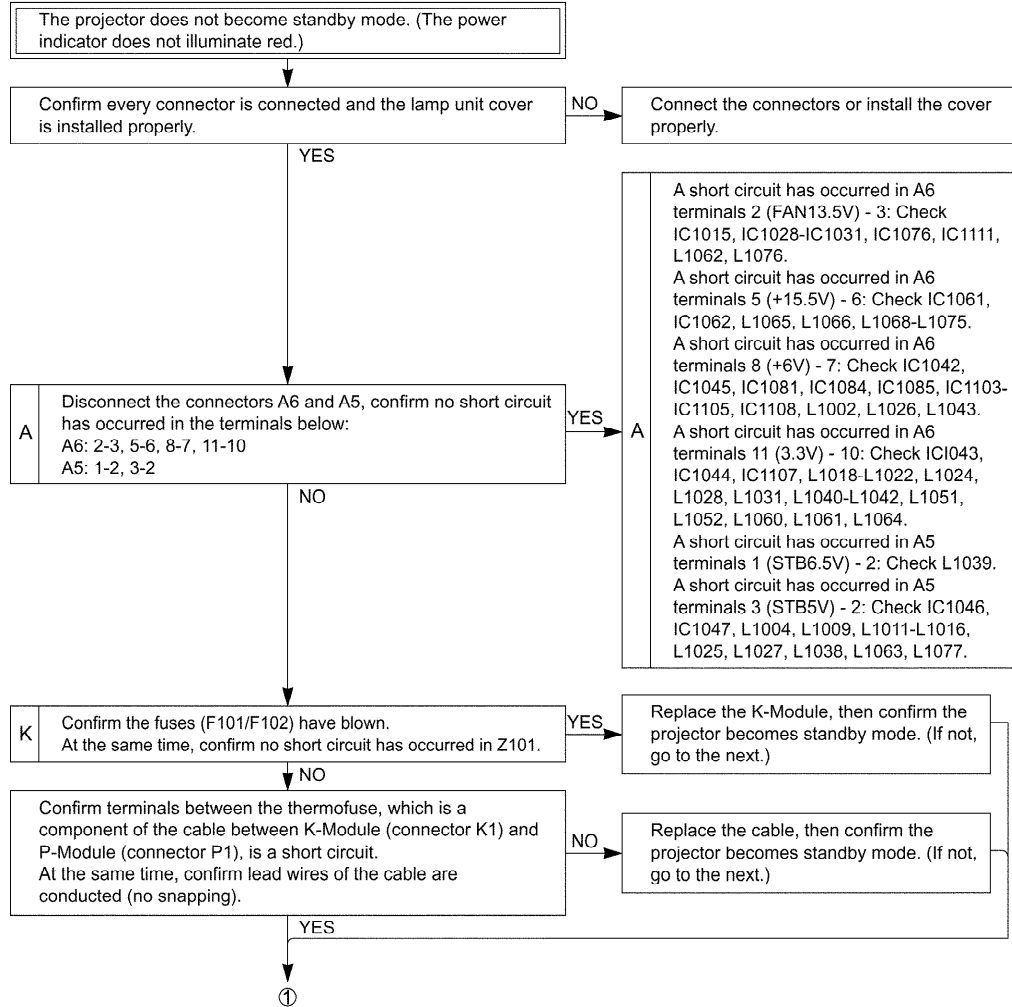 The projector does not become standby mode. (The power
indicator does not illuminate red.)
Confirm every connector is connected and the lamp unit cover
is installed properly.
NO
Connect the connectors or install the cover
properly.
YES
A
Disconnect the connectors A6 and A5, confirm no short circuit
has occurred in the terminals below:
A6: 2-3, 5-6, 8-7, 11-10
A5: 1-2, 3-2
YES
A
A short circuit has occurred in A6
terminals 2 (FAN13.5V) - 3: Check
IC1015, IC1028-IC1031, IC1076, IC1111,
L1062, L1076.
A short circuit has occurred in A6
terminals 5 (+15.5V) - 6: Check IC1061,
IC1062, L1065, L1066, L1068-L1075.
A short circuit has occurred in A6
terminals 8 (+6V) - 7: Check IC1042,
IC1045, IC1081, IC1084, IC1085, IC1103-
IC1105, IC1108, L1002, L1026, L1043.
A short circuit has occurred in A6
terminals 11 (3.3V) - 10: Check ICI043,
IC1044, IC1107, L1018-L1022, L1024,
L1028, L1031, L1040-L1042, L1051,
L1052, L1060, L1061, L1064.
A short circuit has occurred in A5
terminals 1 (STB6.5V) - 2: Check L1039.
A short circuit has occurred in A5
terminals 3 (STB5V) - 2: Check IC1046,
IC1047, L1004, L1009, L1011-L1016,
L1025, L1027, L1038, L1063, L1077.
NO
K
Confirm the fuses (F101/F102) have blown.
At the same time, confirm no short circuit has occurred in Z101.
YES
Replace the K-Module, then confirm the
projector becomes standby mode. (If not,
go to the next.)
NO
Confirm terminals between the thermofuse, which is a
component of the cable between K-Module (connector K1) and
P-Module (connector P1), is a short circuit.
At the same time, confirm lead wires of the cable are
conducted (no snapping).
NO
Replace the cable, then confirm the
projector becomes standby mode. (If not,
go to the next.)
YES
①